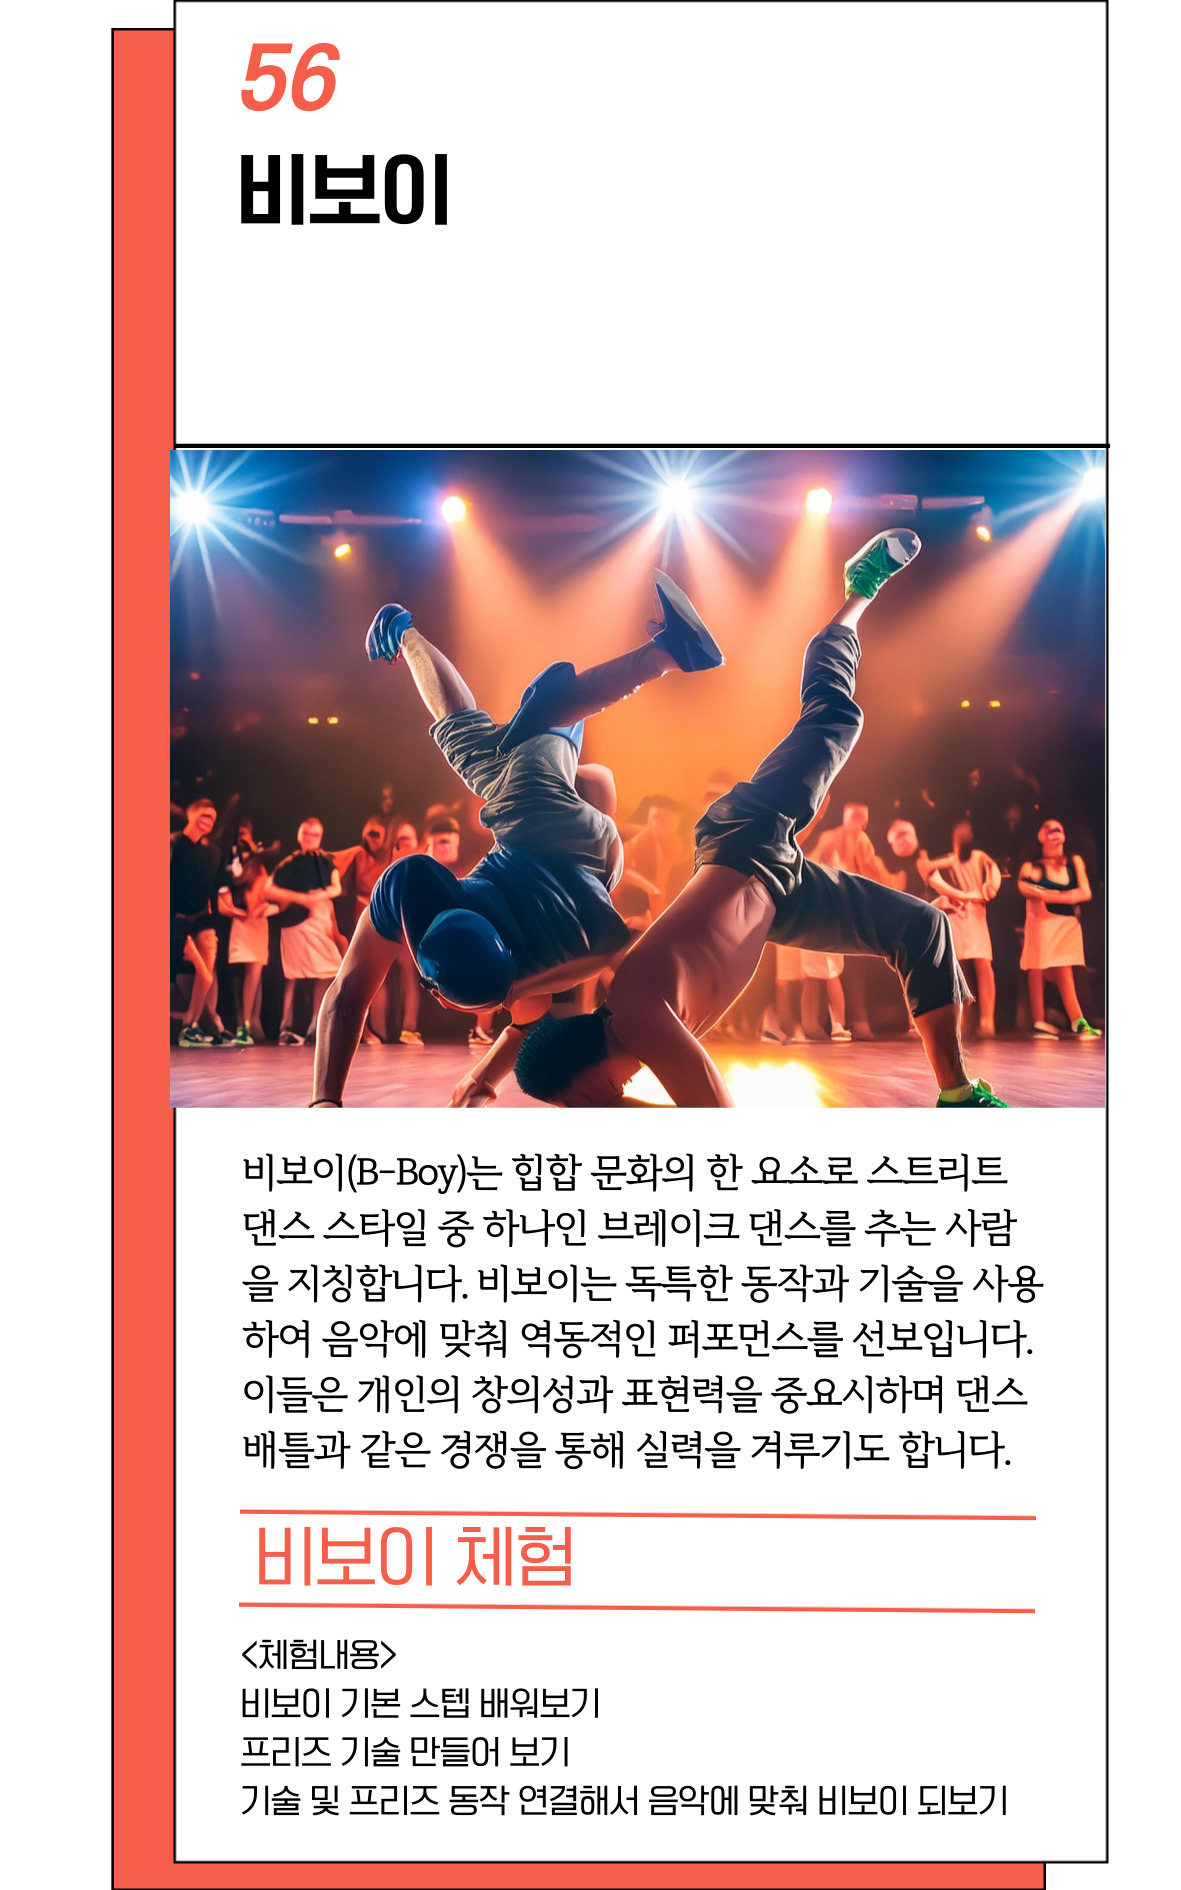 56
비보이
비보이(B-Boy)는 힙합 문화의 한 요소로 스트리트
댄스 스타일 중 하나인 브레이크 댄스를 추는 사람
을 지칭합니다. 비보이는 독특한 동작과 기술을 사용
하여 음악에 맞춰 역동적인 퍼포먼스를 선보입니다.
이들은 개인의 창의성과 표현력을 중요시하며 댄스
배틀과 같은 경쟁을 통해 실력을 겨루기도 합니다.
비보이 체험
<체험내용>
비보이 기본 스텝 배워보기
프리즈 기술 만들어 보기
기술 및 프리즈 동작 연결해서 음악에 맞춰 비보이 되보기